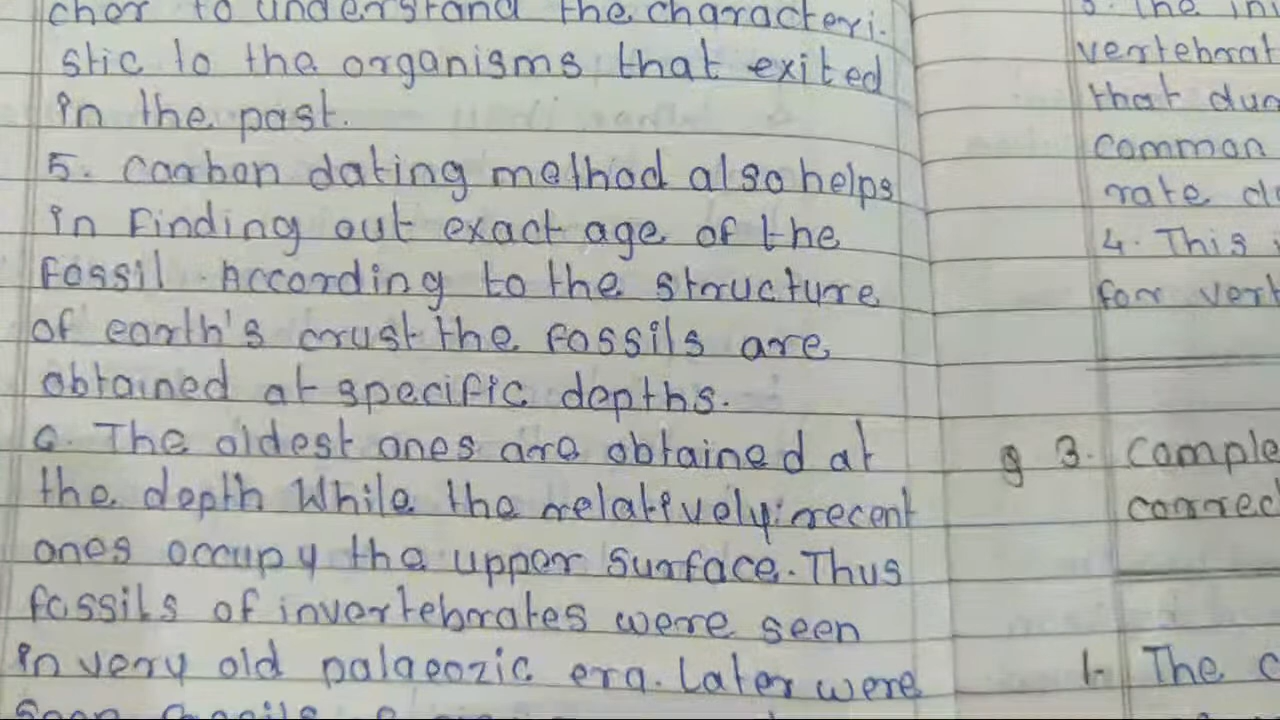 cher to understand the characteri-
stic to the organisms that exited
in the past.
5. Carbon dating method also helps
in Finding out exact age of the
Fossil. According to the structure
of earth's crust the fossils are
obtained at specific depths.
6. The oldest ones are obtained at
the depth While the relatively recent
ones occupy the upper Surface. Thus
fossils of invertebrates were seen
in very old palaeozic era. Later were
vertebrat
that du
common
rate d
4. This
for vert
9 3. Comple
correc
1. The c